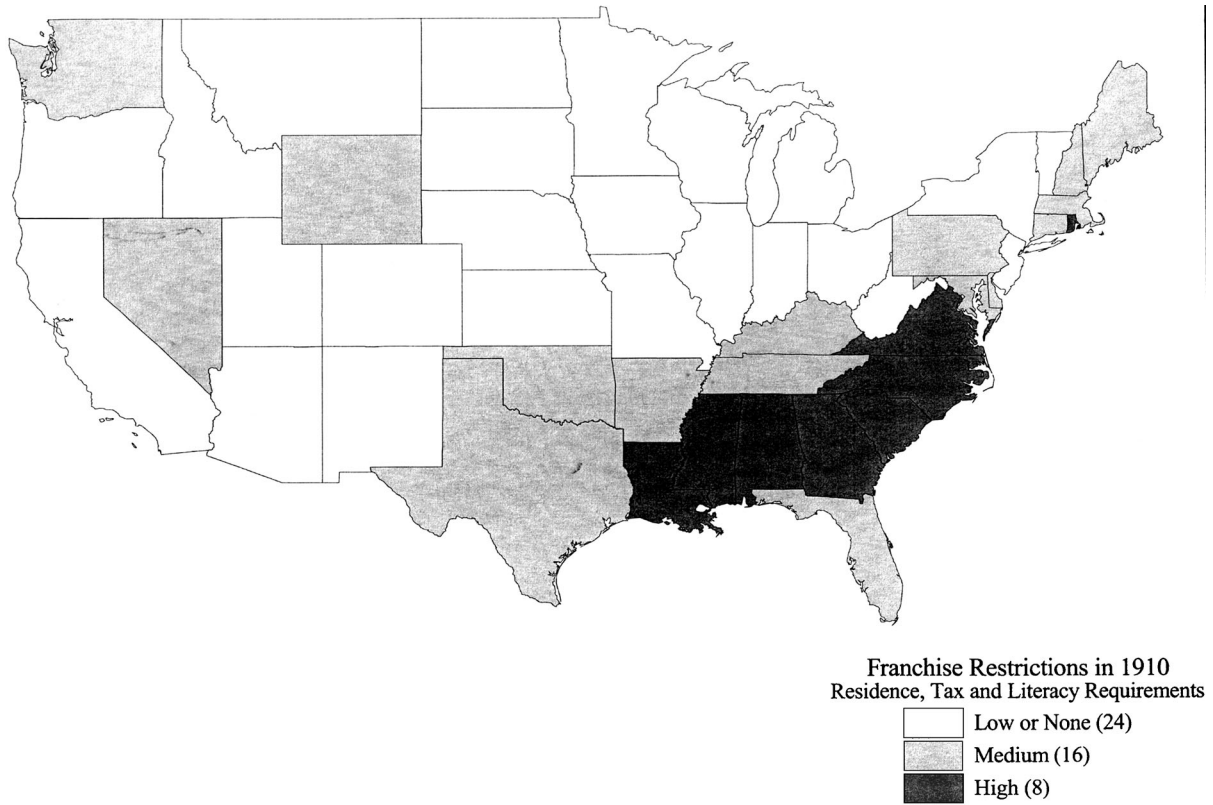 Franchise Restrictions in 1910
Residence, Tax and Literacy Requirements
Low or None (24)
Medium (16)
High (8)